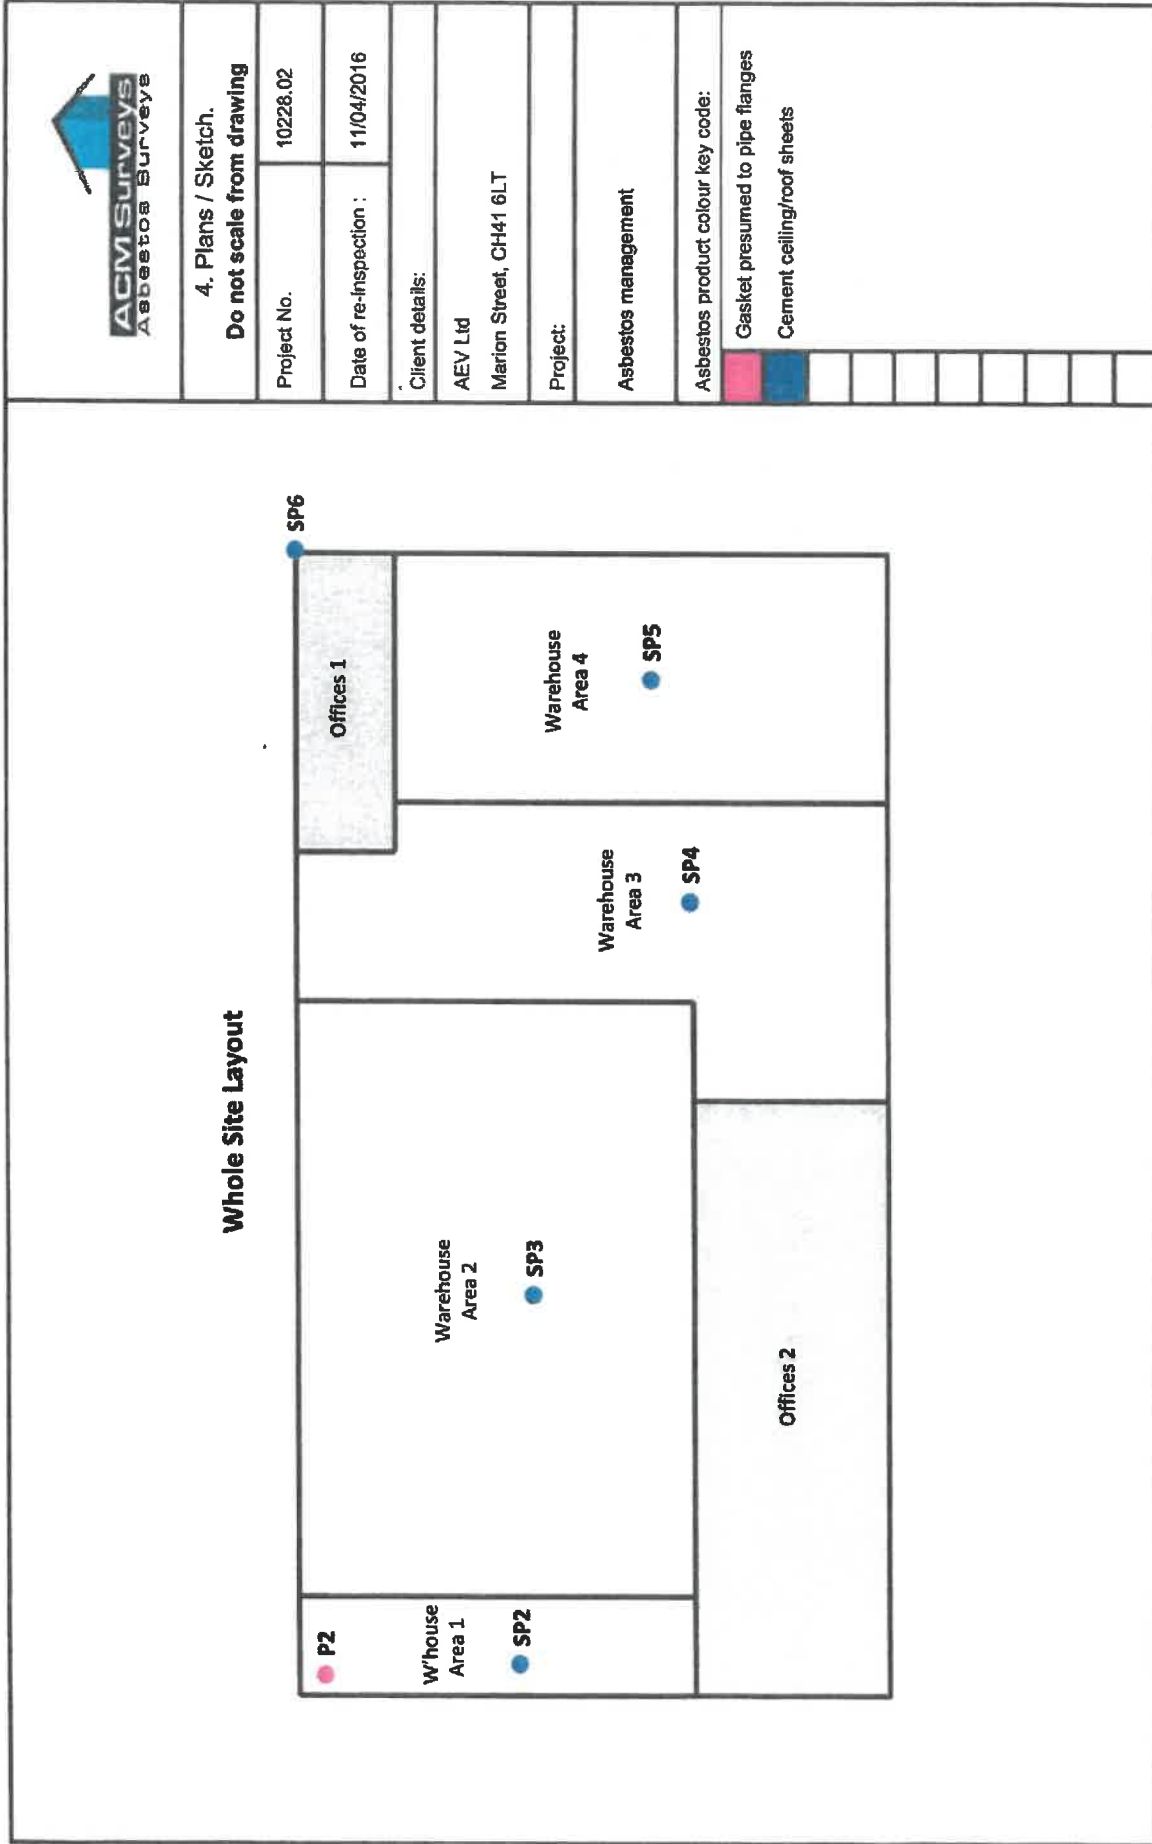 Whole Site Layout
P2
W'house
Area 1
SP2
Warehouse
Area 2
SP3
Warehouse
Area 3
SP4
Offices 1
SP6
Warehouse
Area 4
SP5
Offices 2
ACM Surveys
Asbestos Surveys
4. Plans / Sketch.
Do not scale from drawing
Project No.
10228.02
Date of re-inspection :
11/04/2016
Client details:
AEV Ltd
Marion Street, CH41 6LT
Project:
Asbestos management
Asbestos product colour key code:
Gasket presumed to pipe flanges
Cement ceiling/roof sheets